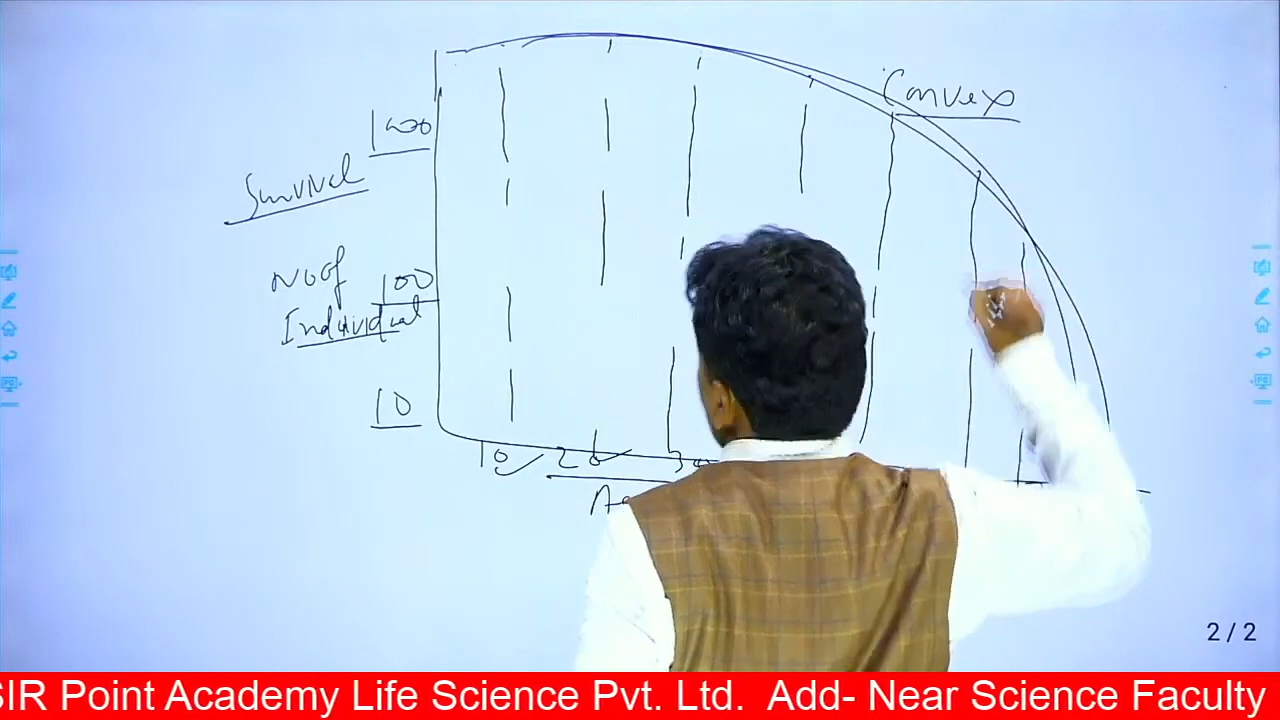 Convex
1000
Survival
No of
100
Individual
10
10 20 30
2 / 2
SIR Point Academy Life Science Pvt. Ltd. Add- Near Science Faculty